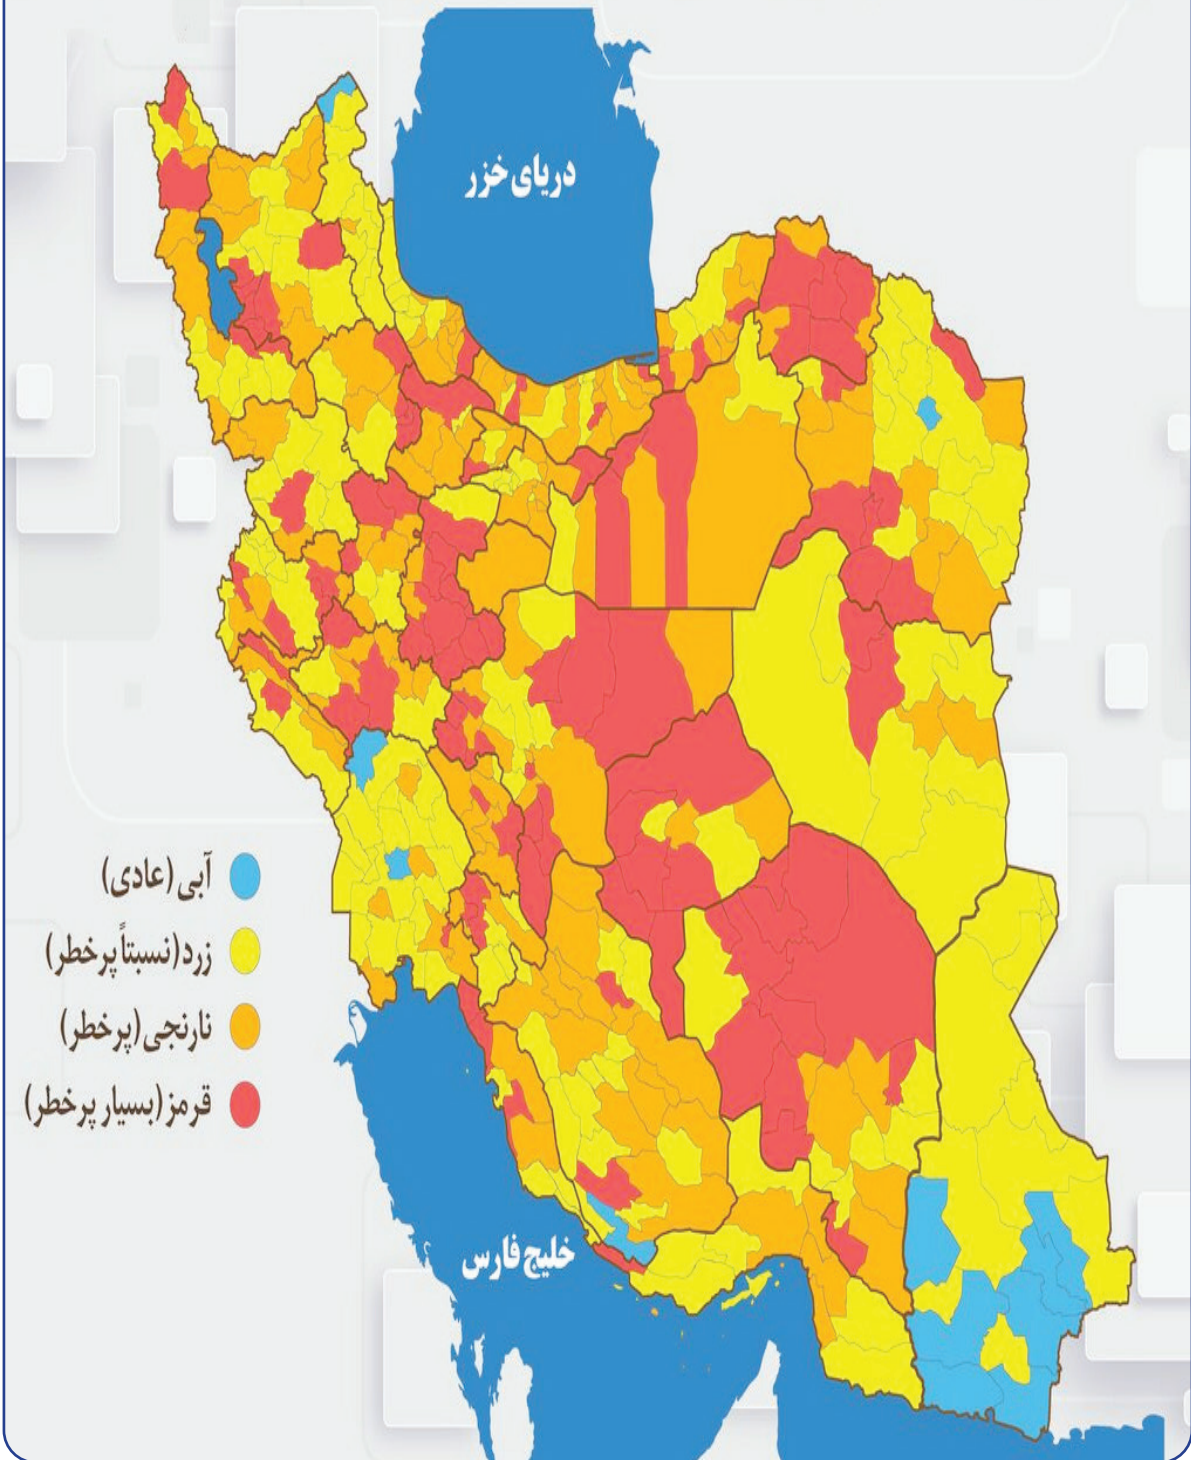 دریای خزر
آبی (عادی)
زرد (نسبتاً پرخطر)
نارنجی (پرخطر)
قرمز (بسیار پرخطر)
خلیج فارس